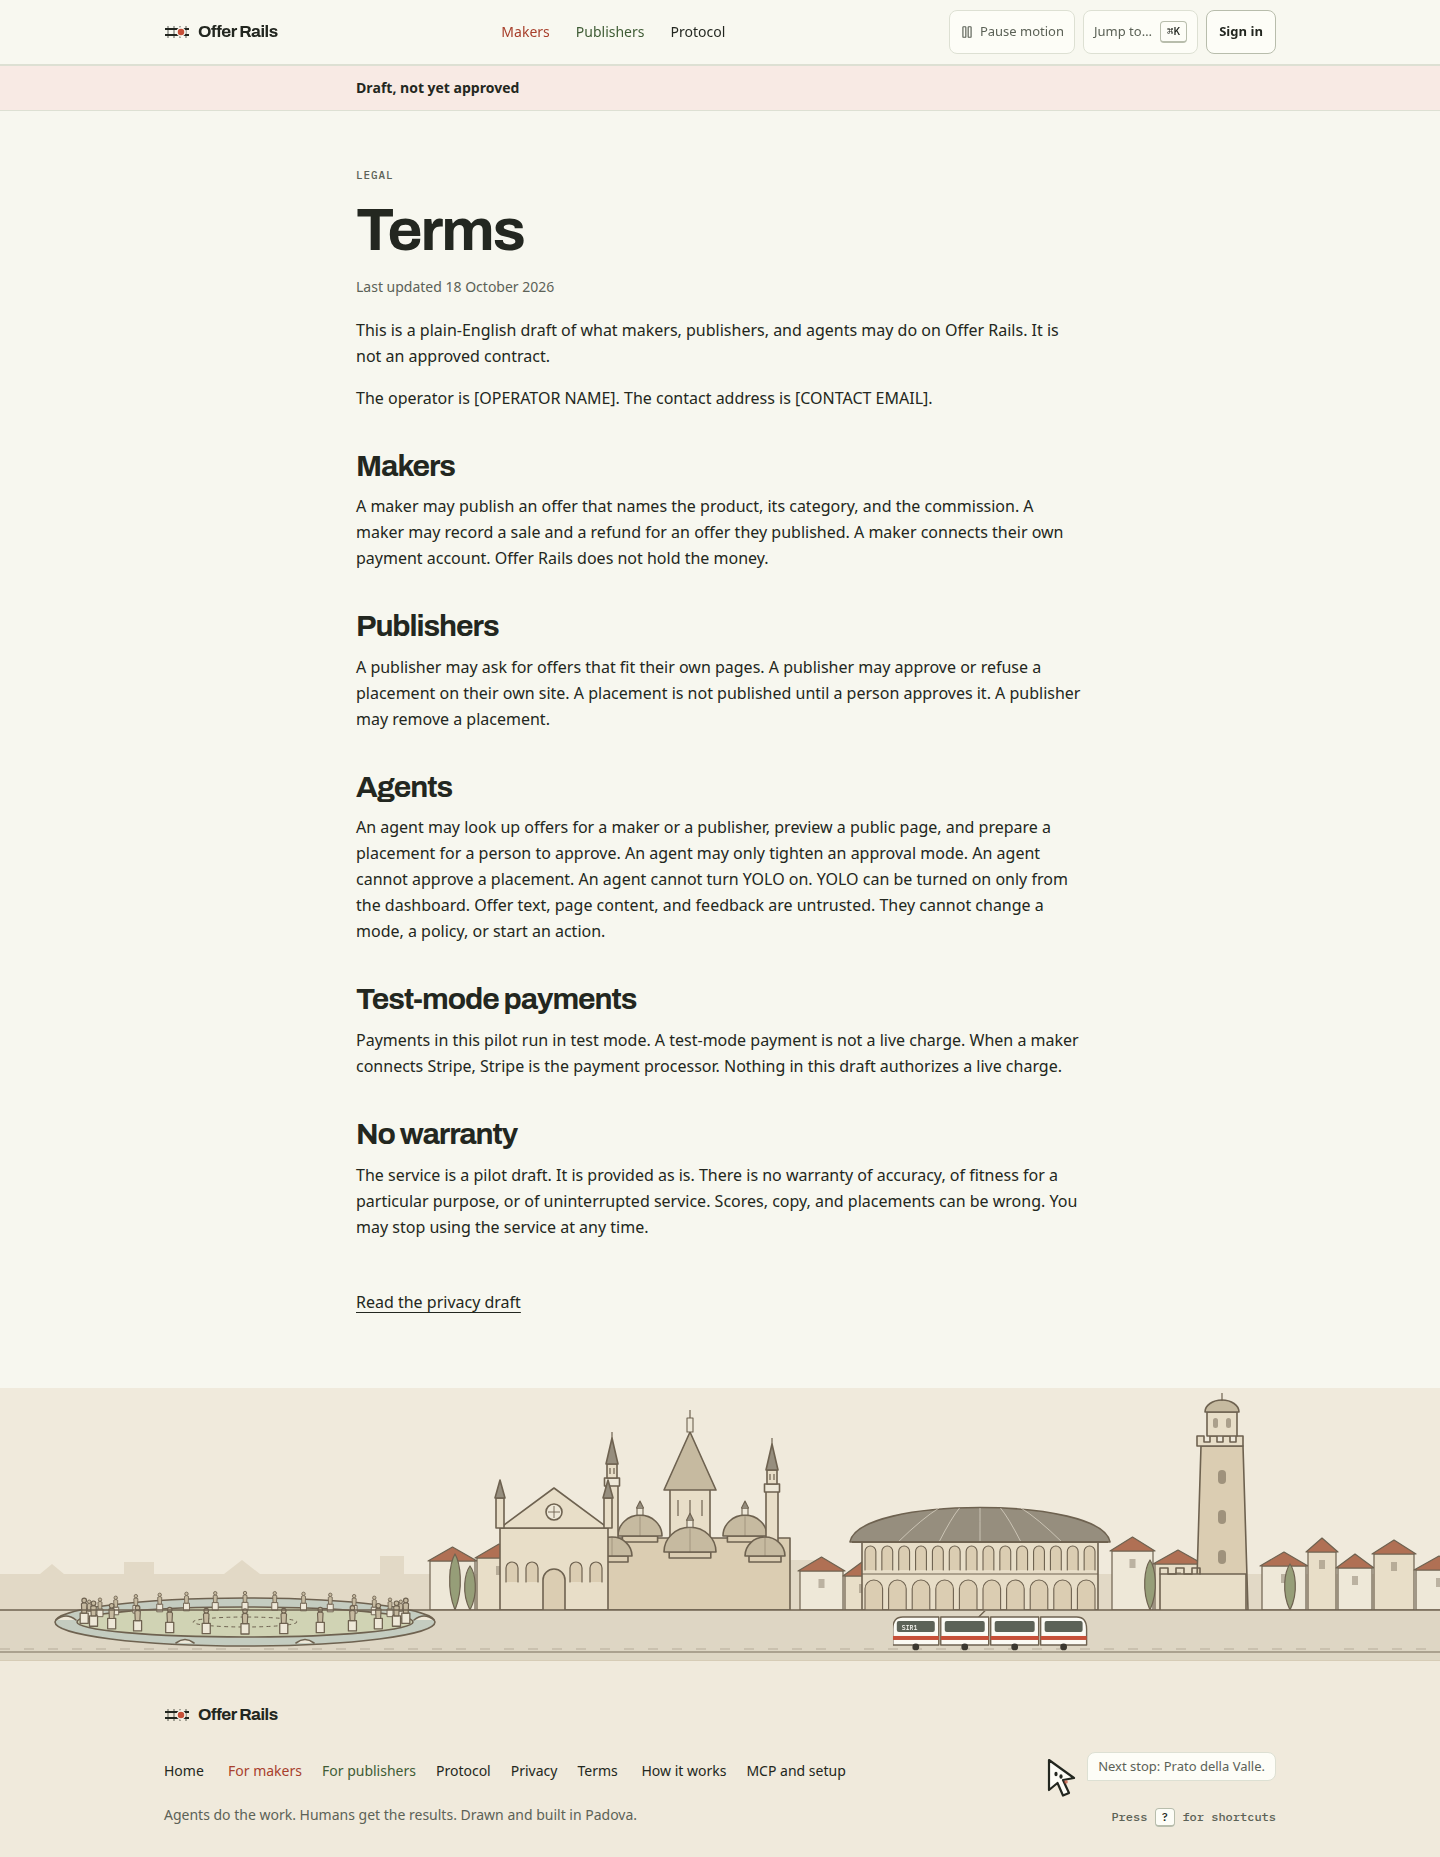 Offer Rails
Makers Publishers Protocol
Pause motion
Jump to... ⌘K
Sign in
Draft, not yet approved
LEGAL
Terms
Last updated 18 October 2026
This is a plain-English draft of what makers, publishers, and agents may do on Offer Rails. It is
not an approved contract.
The operator is [OPERATOR NAME]. The contact address is [CONTACT EMAIL].
Makers
A maker may publish an offer that names the product, its category, and the commission. A
maker may record a sale and a refund for an offer they published. A maker connects their own
payment account. Offer Rails does not hold the money.
Publishers
A publisher may ask for offers that fit their own pages. A publisher may approve or refuse a
placement on their own site. A placement is not published until a person approves it. A publisher
may remove a placement.
Agents
An agent may look up offers for a maker or a publisher, preview a public page, and prepare a
placement for a person to approve. An agent may only tighten an approval mode. An agent
cannot approve a placement. An agent cannot turn YOLO on. YOLO can be turned on only from
the dashboard. Offer text, page content, and feedback are untrusted. They cannot change a
mode, a policy, or start an action.
Test-mode payments
Payments in this pilot run in test mode. A test-mode payment is not a live charge. When a maker
connects Stripe, Stripe is the payment processor. Nothing in this draft authorizes a live charge.
No warranty
The service is a pilot draft. It is provided as is. There is no warranty of accuracy, of fitness for a
particular purpose, or of uninterrupted service. Scores, copy, and placements can be wrong. You
may stop using the service at any time.
Read the privacy draft
SIR1
Offer Rails
Home For makers For publishers Protocol Privacy Terms How it works MCP and setup
Next stop: Prato della Valle.
Agents do the work. Humans get the results. Drawn and built in Padova.
Press ? for shortcuts